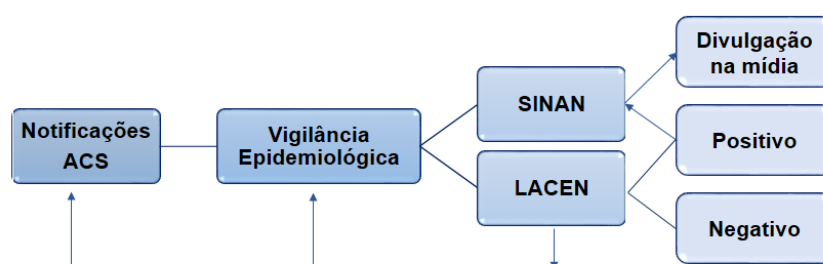 Notificações
ACS
Vigilância
Epidemiológica
SINAN
LACEN
Divulgação
na mídia
Positivo
Negativo